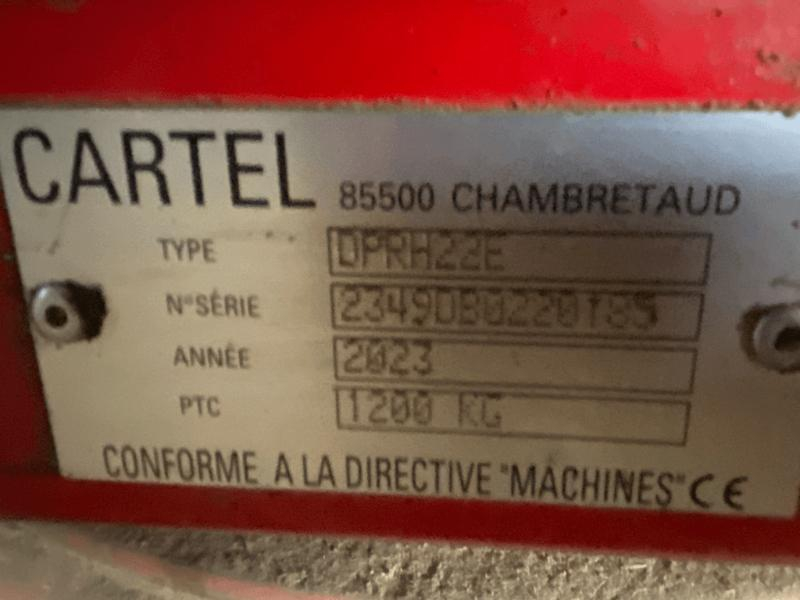 CARTEL 85500 CHAMBRETAUD
TYPE DPRH22E
N° SÉRIE 2349DB0220185
ANNÉE 2023
PTC 1200 KG
CONFORME A LA DIRECTIVE "MACHINES" CE